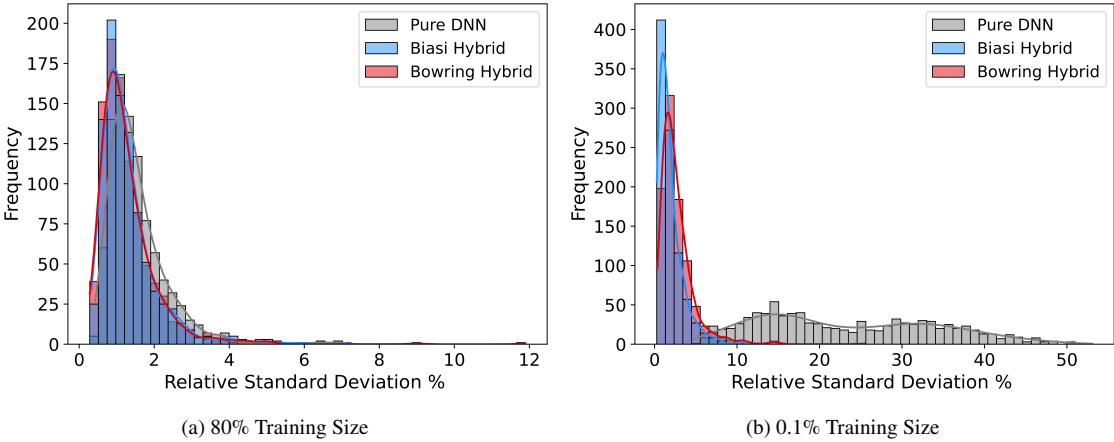 200
175
150
125
100
75
50
25
0
Frequency
0 2 4 6 8 10 12
Relative Standard Deviation %
Pure DNN
Biasi Hybrid
Bowring Hybrid
(a) 80% Training Size
400
350
300
250
200
150
100
50
0
Frequency
0 10 20 30 40 50
Relative Standard Deviation %
Pure DNN
Biasi Hybrid
Bowring Hybrid
(b) 0.1% Training Size